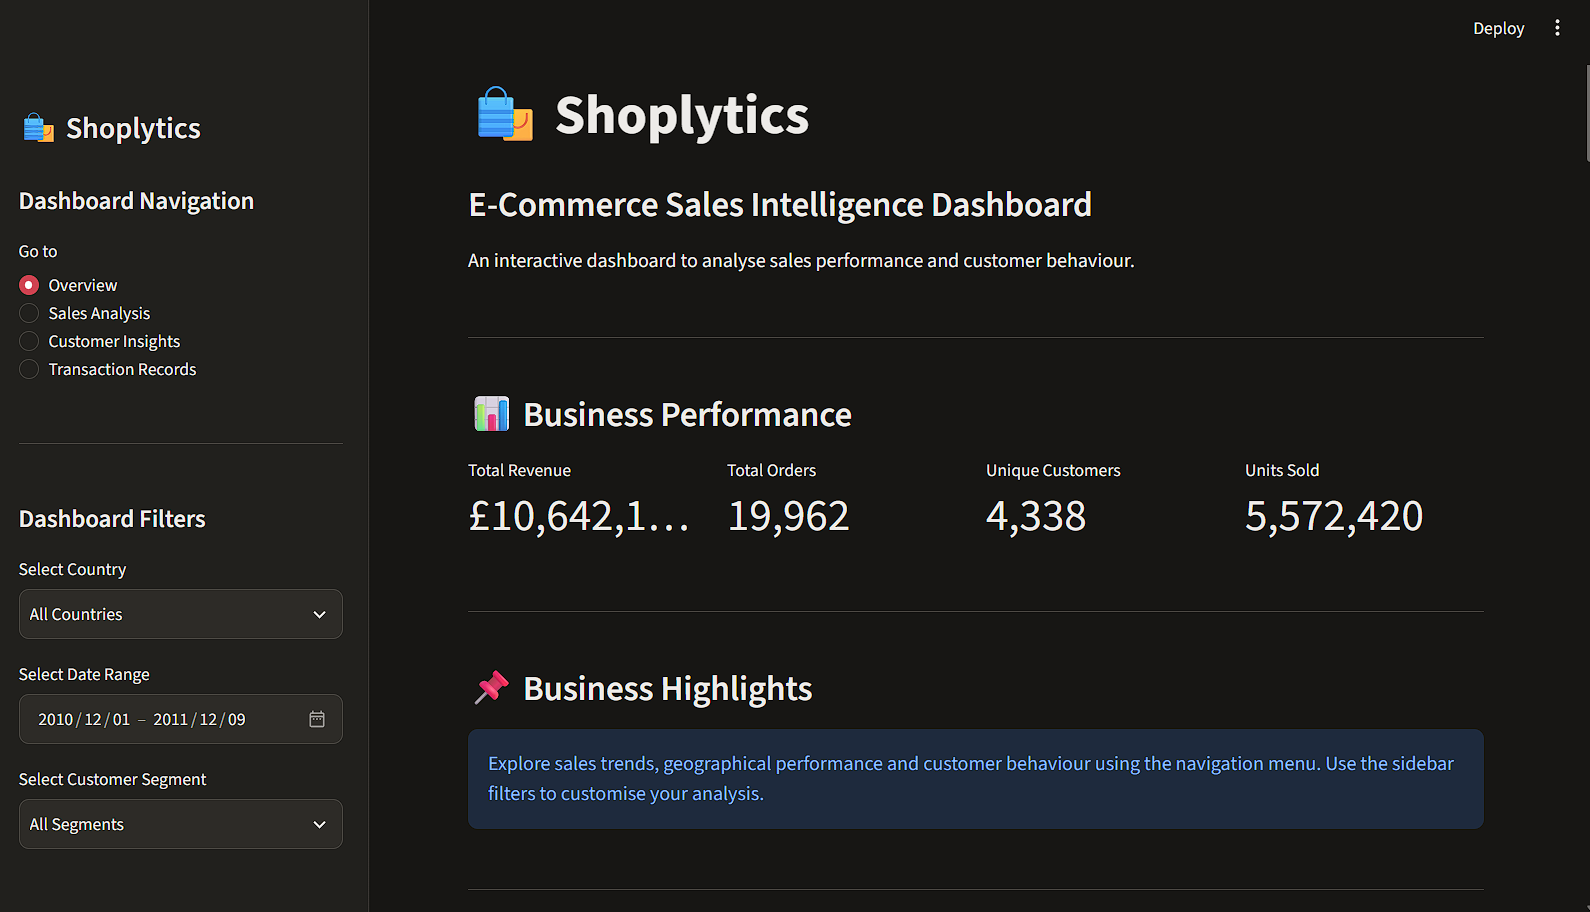 Deploy
Shoplytics
Dashboard Navigation
Go to
Overview
Sales Analysis
Customer Insights
Transaction Records
Dashboard Filters
Select Country
All Countries
Select Date Range
2010/12/01 – 2011/12/09
Select Customer Segment
All Segments
Shoplytics
E-Commerce Sales Intelligence Dashboard
An interactive dashboard to analyse sales performance and customer behaviour.
Business Performance
Total Revenue
£10,642,1…
Total Orders
19,962
Unique Customers
4,338
Units Sold
5,572,420
Business Highlights
Explore sales trends, geographical performance and customer behaviour using the navigation menu. Use the sidebar
filters to customise your analysis.